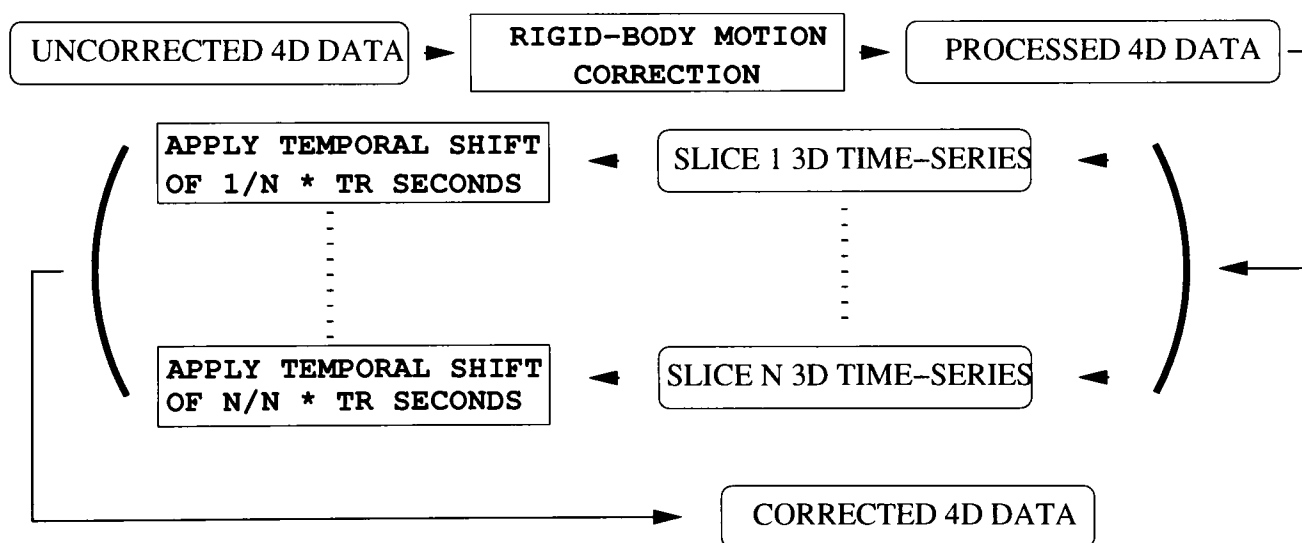 UNCORRECTED 4D DATA
RIGID–BODY MOTION
CORRECTION
PROCESSED 4D DATA
APPLY TEMPORAL SHIFT
OF 1/N * TR SECONDS
SLICE 1 3D TIME–SERIES
APPLY TEMPORAL SHIFT
OF N/N * TR SECONDS
SLICE N 3D TIME–SERIES
CORRECTED 4D DATA